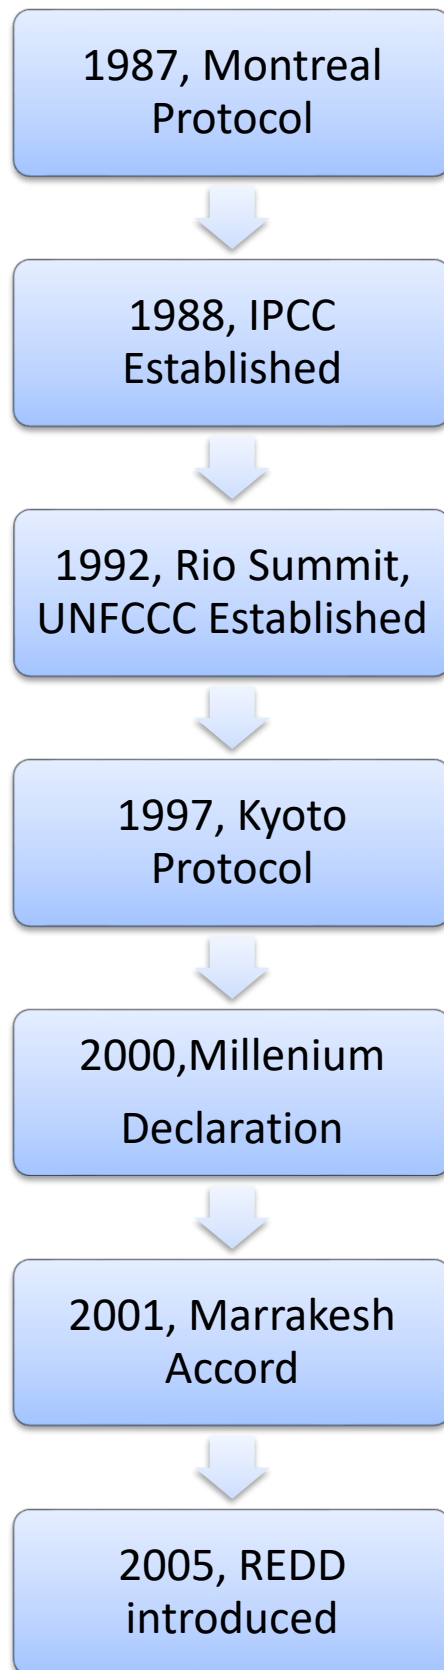 1987, Montreal
Protocol
1988, IPCC
Established
1992, Rio Summit,
UNFCCC Established
1997, Kyoto
Protocol
2000,Millenium
Declaration
2001, Marrakesh
Accord
2005, REDD
introduced